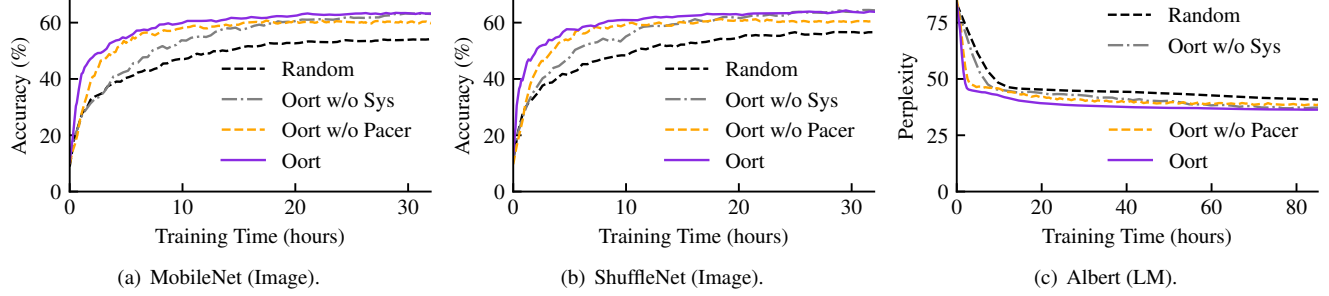 Accuracy (%)
60
40
20
0
Random
Oort w/o Sys
Oort w/o Pacer
Oort
0 10 20 30
Training Time (hours)
(a) MobileNet (Image).
Accuracy (%)
60
40
20
0
Random
Oort w/o Sys
Oort w/o Pacer
Oort
0 10 20 30
Training Time (hours)
(b) ShuffleNet (Image).
Perplexity
75
50
25
0
Random
Oort w/o Sys
Oort w/o Pacer
Oort
0 20 40 60 80
Training Time (hours)
(c) Albert (LM).